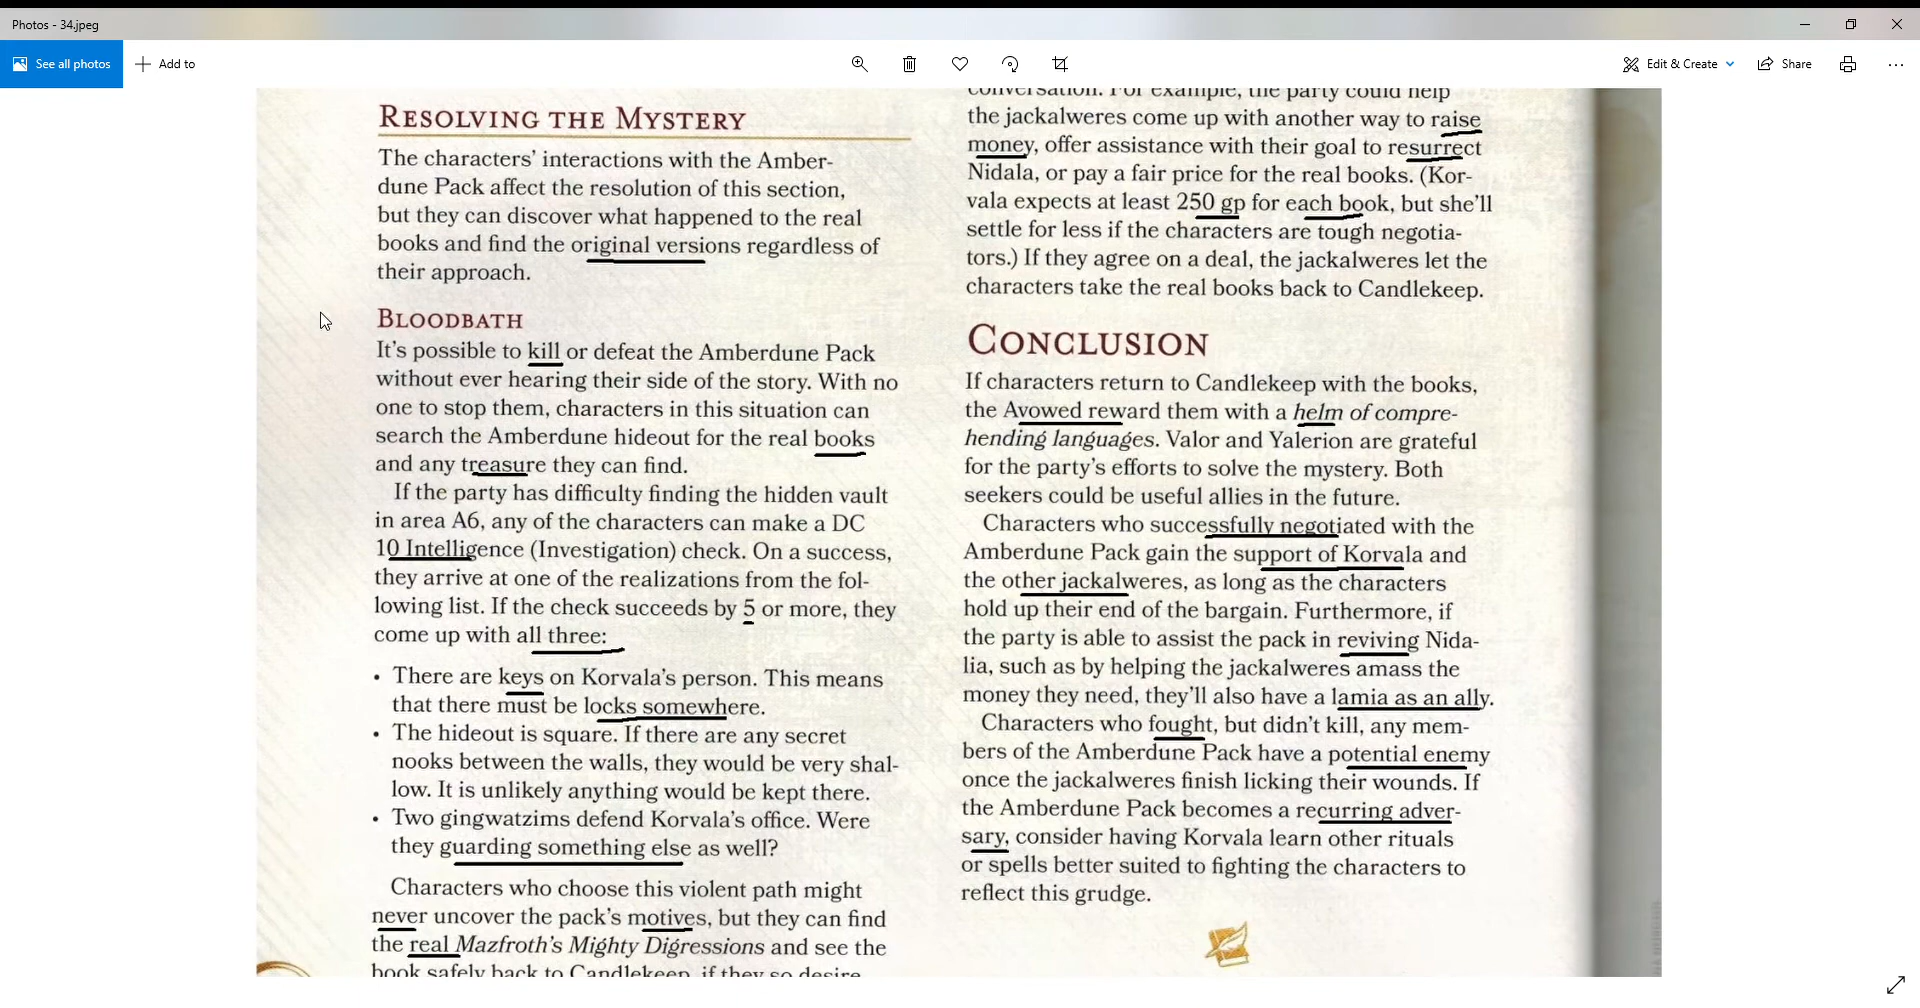 Photos - 34.jpeg
See all photos
Add to
Edit & Create
Share
RESOLVING THE MYSTERY
The characters' interactions with the Amber-
dune Pack affect the resolution of this section,
but they can discover what happened to the real
books and find the original versions regardless of
their approach.
BLOODBATH
It's possible to kill or defeat the Amberdune Pack
without ever hearing their side of the story. With no
one to stop them, characters in this situation can
search the Amberdune hideout for the real books
and any treasure they can find.
If the party has difficulty finding the hidden vault
in area A6, any of the characters can make a DC
10 Intelligence (Investigation) check. On a success,
they arrive at one of the realizations from the fol-
lowing list. If the check succeeds by 5 or more, they
come up with all three:
• There are keys on Korvala's person. This means
that there must be locks somewhere.
• The hideout is square. If there are any secret
nooks between the walls, they would be very shal-
low. It is unlikely anything would be kept there.
• Two gingwatzims defend Korvala's office. Were
they guarding something else as well?
Characters who choose this violent path might
never uncover the pack's motives, but they can find
the real Mazfroth's Mighty Digressions and see the
book safely back to Candlekeep, if they so desire.
conversation. For example, the party could help
the jackalweres come up with another way to raise
money, offer assistance with their goal to resurrect
Nidala, or pay a fair price for the real books. (Kor-
vala expects at least 250 gp for each book, but she'll
settle for less if the characters are tough negotia-
tors.) If they agree on a deal, the jackalweres let the
characters take the real books back to Candlekeep.
CONCLUSION
If characters return to Candlekeep with the books,
the Avowed reward them with a helm of compre-
hending languages. Valor and Yalerion are grateful
for the party's efforts to solve the mystery. Both
seekers could be useful allies in the future.
Characters who successfully negotiated with the
Amberdune Pack gain the support of Korvala and
the other jackalweres, as long as the characters
hold up their end of the bargain. Furthermore, if
the party is able to assist the pack in reviving Nida-
lia, such as by helping the jackalweres amass the
money they need, they'll also have a lamia as an ally.
Characters who fought, but didn't kill, any mem-
bers of the Amberdune Pack have a potential enemy
once the jackalweres finish licking their wounds. If
the Amberdune Pack becomes a recurring adver-
sary, consider having Korvala learn other rituals
or spells better suited to fighting the characters to
reflect this grudge.